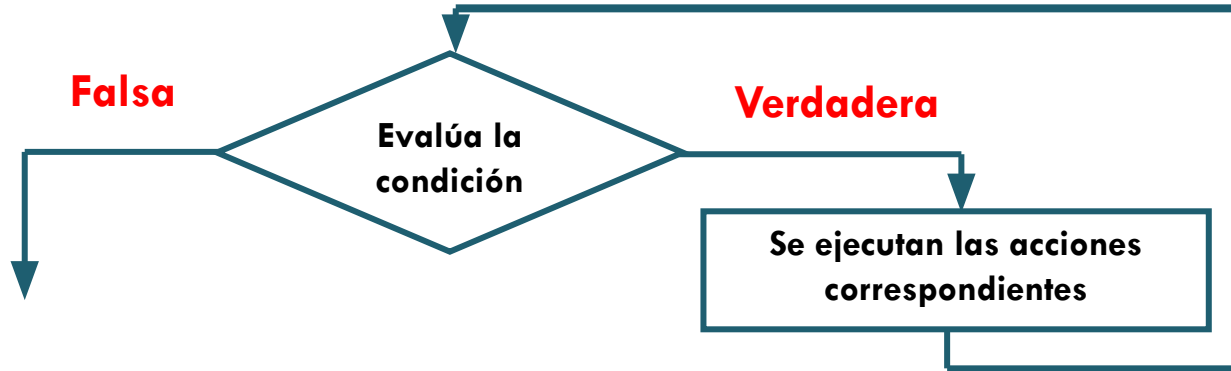 Falsa
Verdadera
Evalúa la
condición
Se ejecutan las acciones
correspondientes